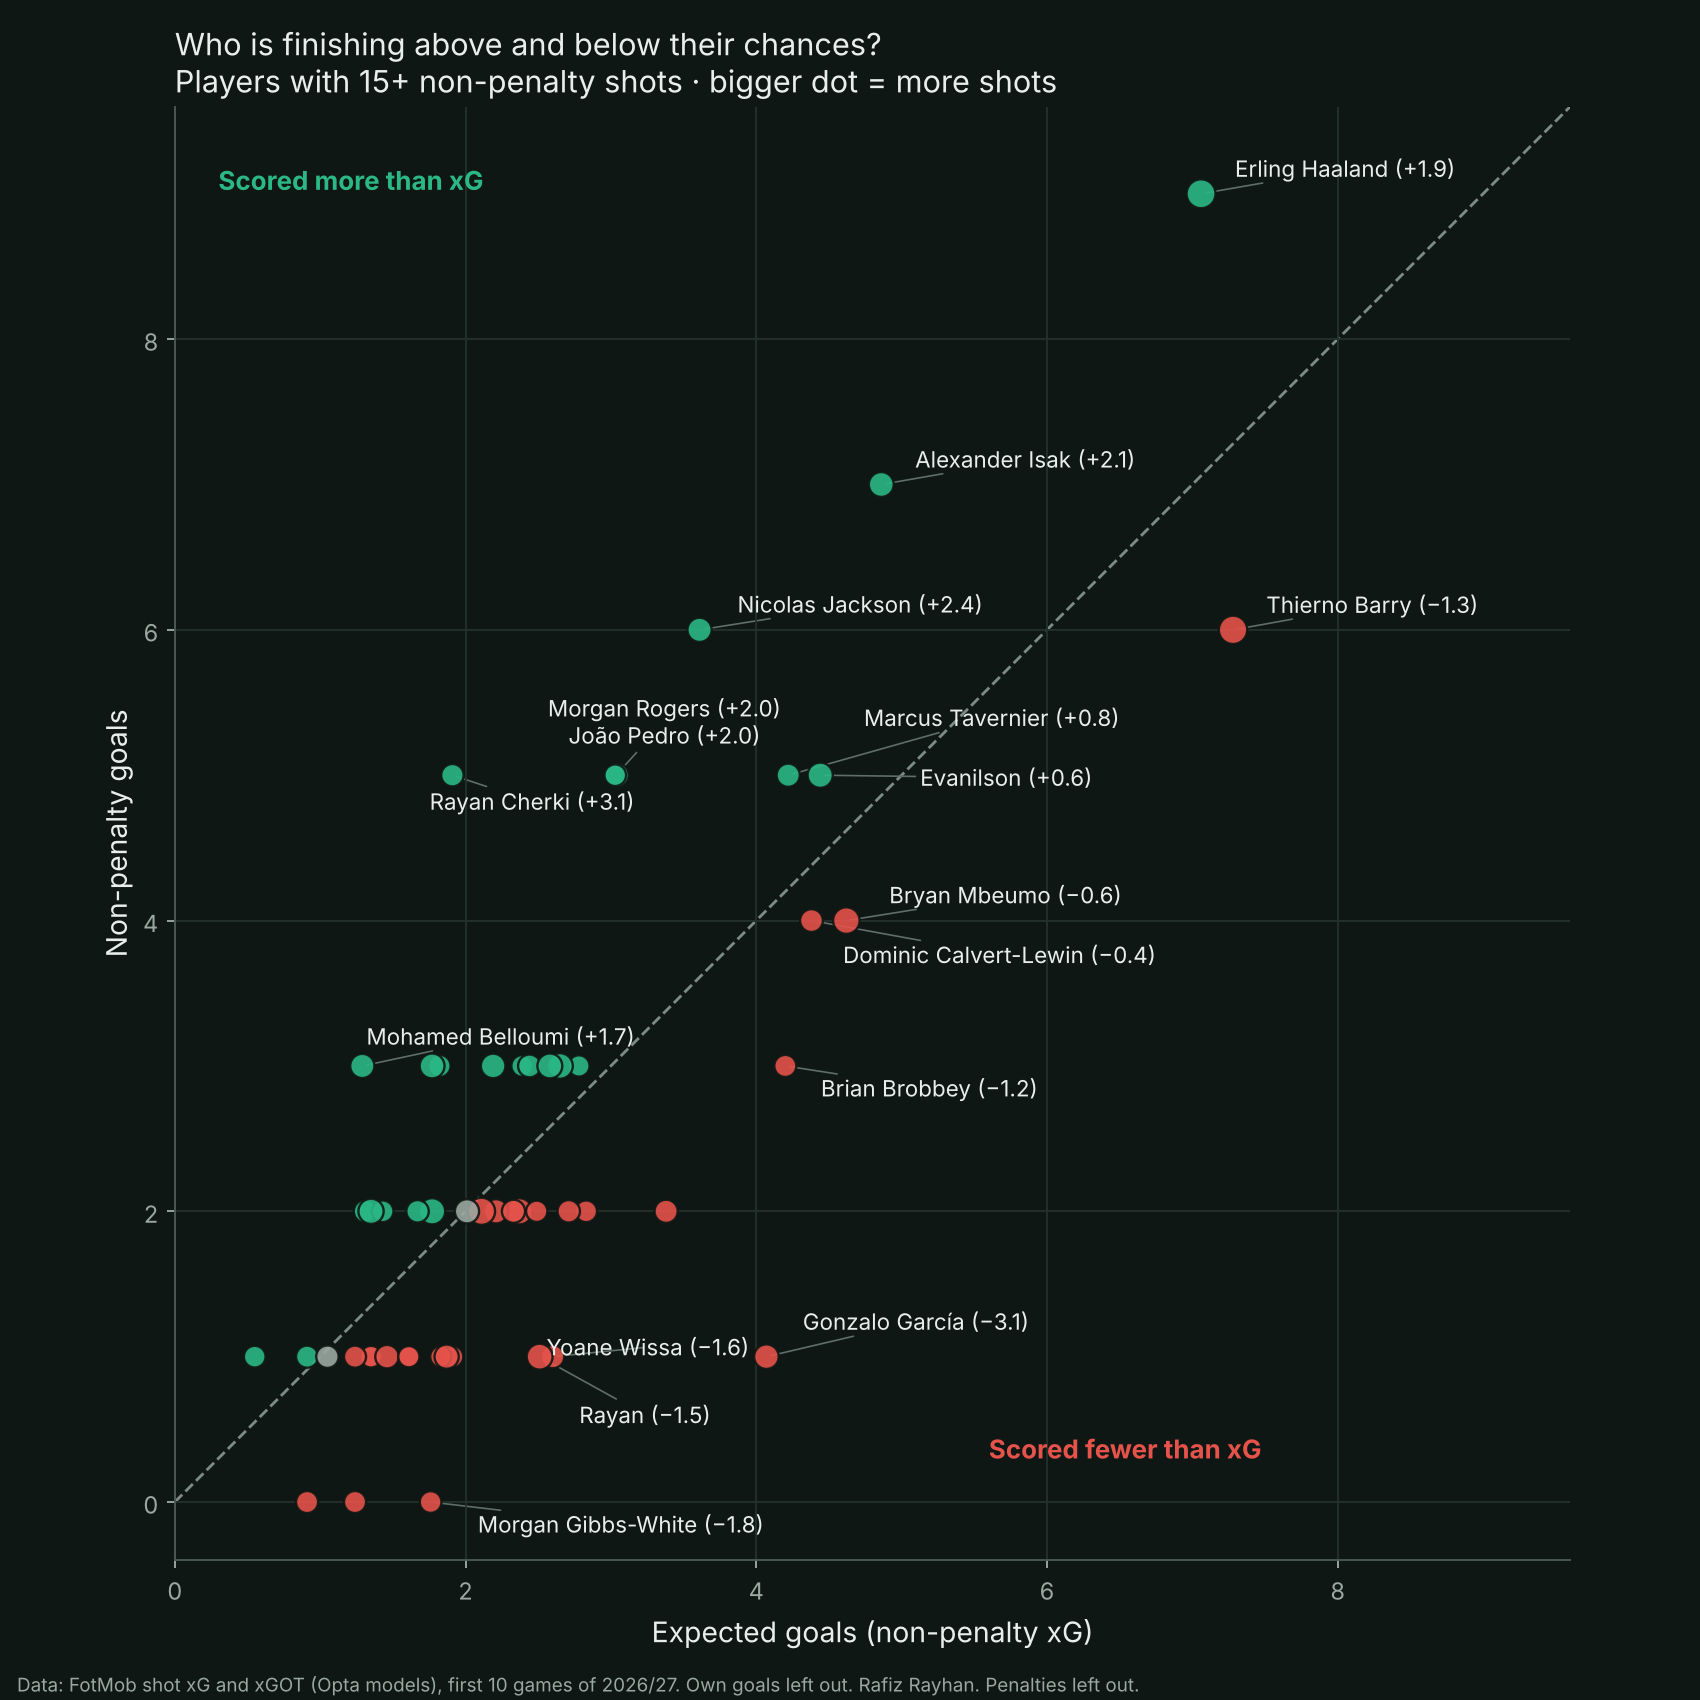 Who is finishing above and below their chances?
Players with 15+ non-penalty shots · bigger dot = more shots
Scored more than xG
Erling Haaland (+1.9)
8
Alexander Isak (+2.1)
Nicolas Jackson (+2.4)
Thierno Barry (−1.3)
6
Morgan Rogers (+2.0)
João Pedro (+2.0)
Marcus Tavernier (+0.8)
Evanilson (+0.6)
Rayan Cherki (+3.1)
Non-penalty goals
Bryan Mbeumo (−0.6)
4
Dominic Calvert-Lewin (−0.4)
Mohamed Belloumi (+1.7)
Brian Brobbey (−1.2)
2
Gonzalo García (−3.1)
Yoane Wissa (−1.6)
Rayan (−1.5)
Scored fewer than xG
0
Morgan Gibbs-White (−1.8)
0 2 4 6 8
Expected goals (non-penalty xG)
Data: FotMob shot xG and xGOT (Opta models), first 10 games of 2026/27. Own goals left out. Rafiz Rayhan. Penalties left out.